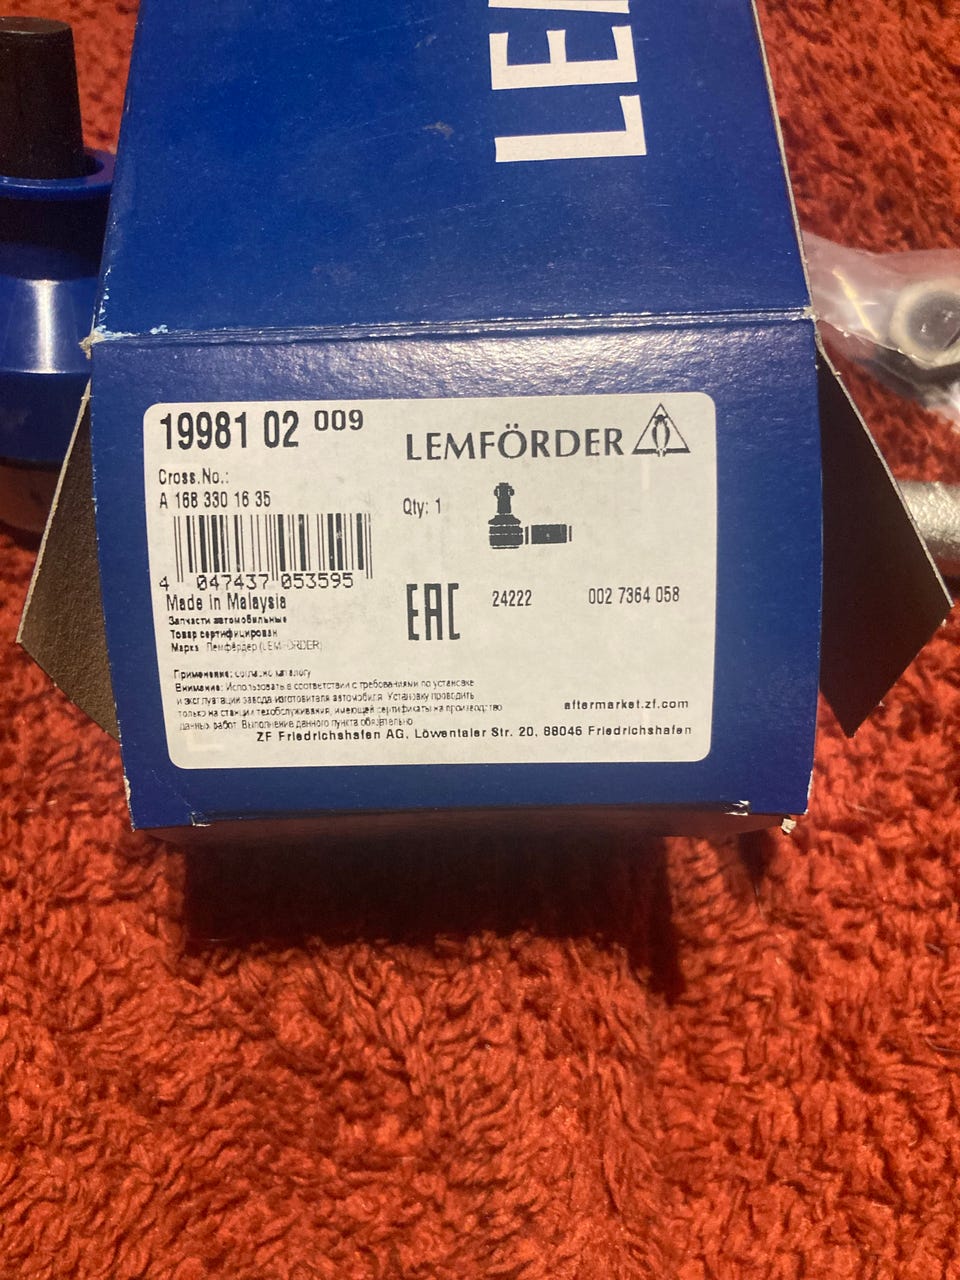 LEM
19981 02 009
LEMFÖRDER
Cross.No.:
A 168 330 16 35
Qty: 1
4 047437 053595
Made in Malaysia
EAC
24222
002 7364 058
Запчасти автомобильные
Товар сертифицирован
Марка Лемфёрдер (LEMFÖRDER)
Применение: согласно каталогу
Внимание: Использовать в соответствии с требованиями по установке
и эксплуатации завода-изготовителя автомобиля. Установку проводить
только на станции техобслуживания, имеющей сертификаты на производство
данных работ. Выполнение данного пункта обязательно.
aftermarket.zf.com
ZF Friedrichshafen AG, Löwentaler Str. 20, 88046 Friedrichshafen